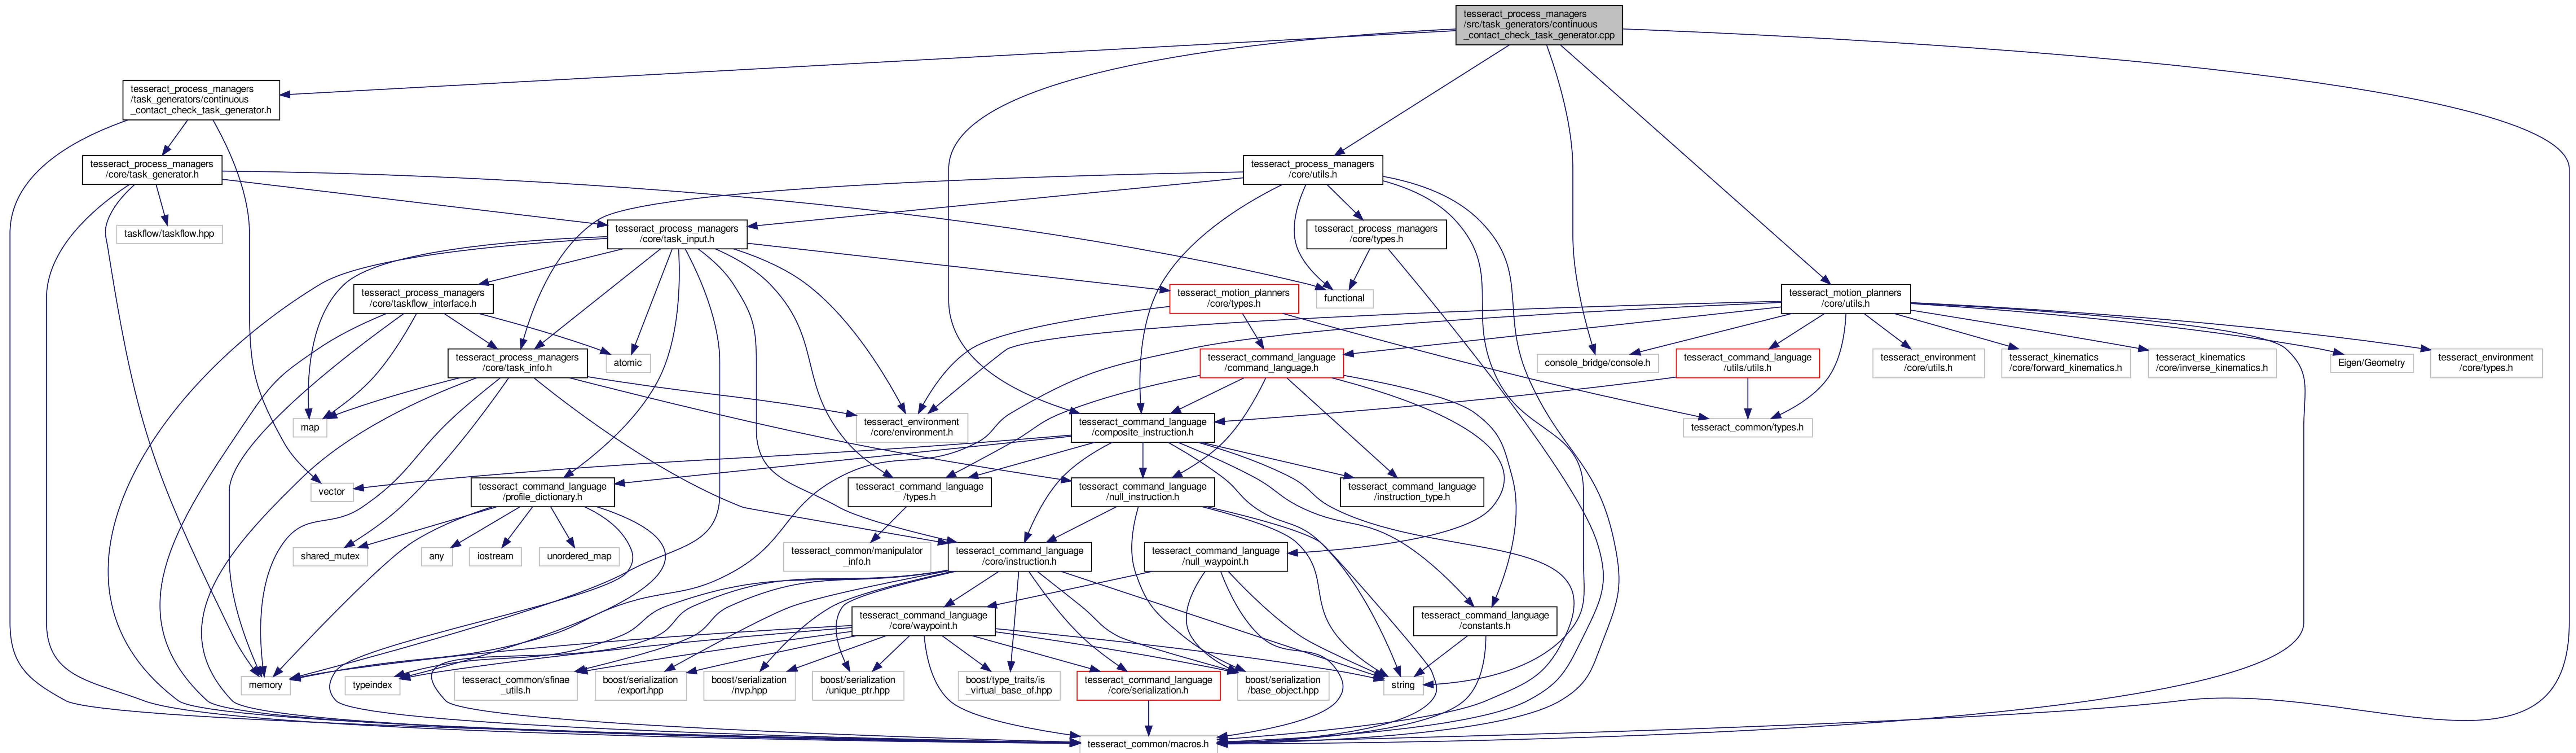 tesseract_process_managers
/src/task_generators/continuous
_contact_check_task_generator.cpp
tesseract_process_managers
/task_generators/continuous
_contact_check_task_generator.h
tesseract_process_managers
/core/task_generator.h
tesseract_process_managers
/core/utils.h
taskflow/taskflow.hpp
tesseract_process_managers
/core/task_input.h
tesseract_process_managers
/core/types.h
tesseract_process_managers
/core/taskflow_interface.h
tesseract_motion_planners
/core/types.h
functional
tesseract_motion_planners
/core/utils.h
tesseract_process_managers
/core/task_info.h
atomic
tesseract_command_language
/command_language.h
console_bridge/console.h
tesseract_command_language
/utils/utils.h
tesseract_environment
/core/utils.h
tesseract_kinematics
/core/forward_kinematics.h
tesseract_kinematics
/core/inverse_kinematics.h
Eigen/Geometry
tesseract_environment
/core/types.h
map
tesseract_environment
/core/environment.h
tesseract_command_language
/composite_instruction.h
tesseract_common/types.h
vector
tesseract_command_language
/profile_dictionary.h
tesseract_command_language
/types.h
tesseract_command_language
/null_instruction.h
tesseract_command_language
/instruction_type.h
shared_mutex
any
iostream
unordered_map
tesseract_common/manipulator
_info.h
tesseract_command_language
/core/instruction.h
tesseract_command_language
/null_waypoint.h
tesseract_command_language
/core/waypoint.h
tesseract_command_language
/constants.h
memory
typeindex
tesseract_common/sfinae
_utils.h
boost/serialization
/export.hpp
boost/serialization
/nvp.hpp
boost/serialization
/unique_ptr.hpp
boost/type_traits/is
_virtual_base_of.hpp
tesseract_command_language
/core/serialization.h
boost/serialization
/base_object.hpp
string
tesseract_common/macros.h